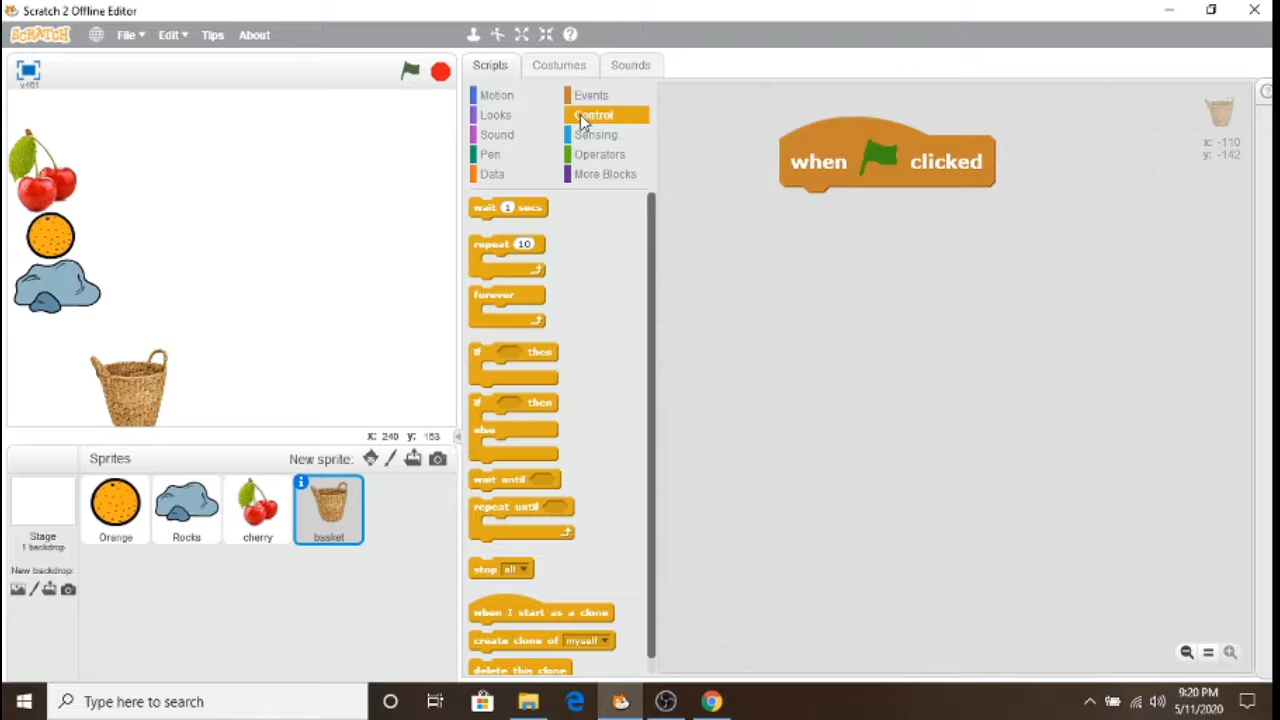 Scratch 2 Offline Editor
SCRATCH File Edit Tips About
v461
Scripts Costumes Sounds
Motion Events
Looks Control
Sound Sensing
Pen Operators
Data More Blocks
wait 1 secs
repeat 10
forever
if then
if then
else
wait until
repeat until
stop all
when I start as a clone
create clone of myself
delete this clone
when clicked
x: -110
y: -142
x: 240 y: 153
Sprites New sprite:
Stage
1 backdrop
New backdrop:
Orange Rocks cherry basket
Type here to search
9:20 PM
5/11/2020